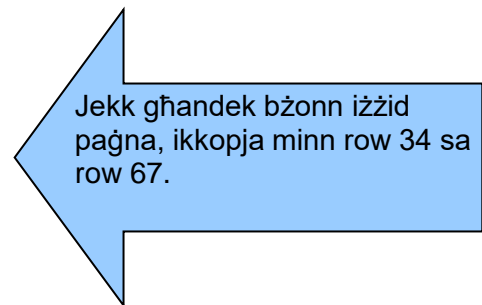 Jekk għandek bżonn iżżid
paġna, ikkopja minn row 34 sa
row 67.